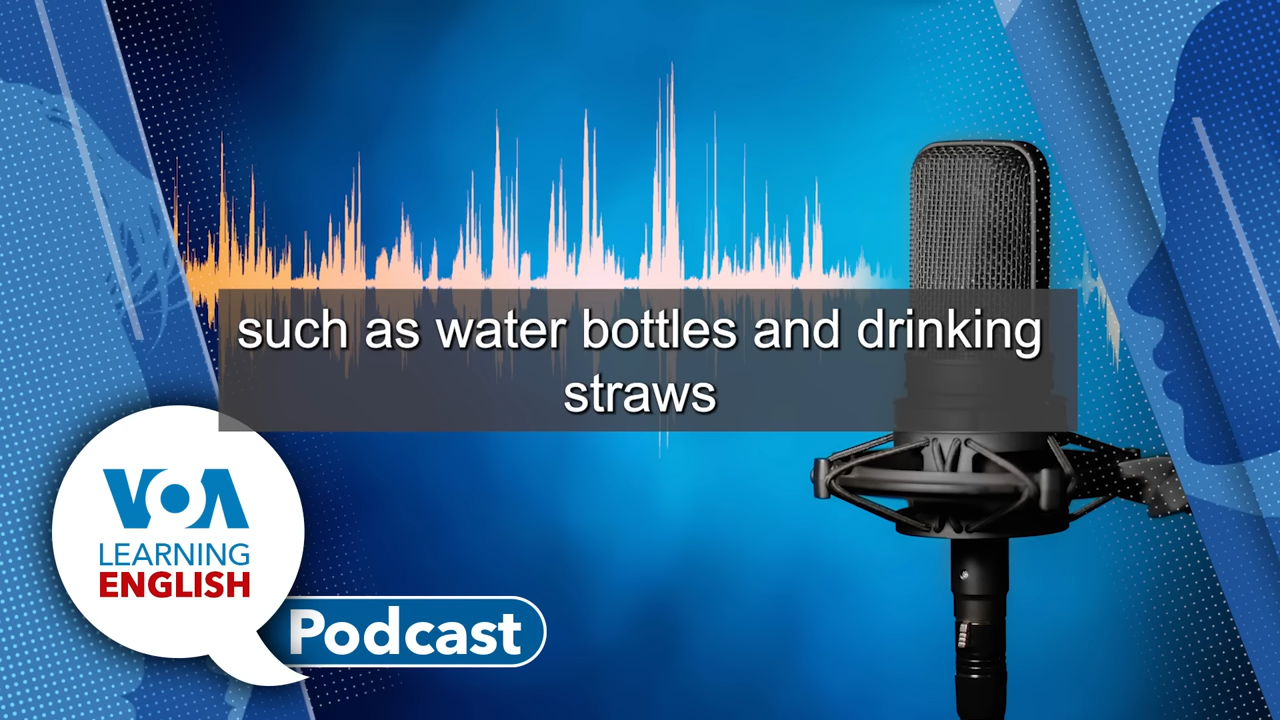 such as water bottles and drinking
straws
VOA
LEARNING
ENGLISH
Podcast